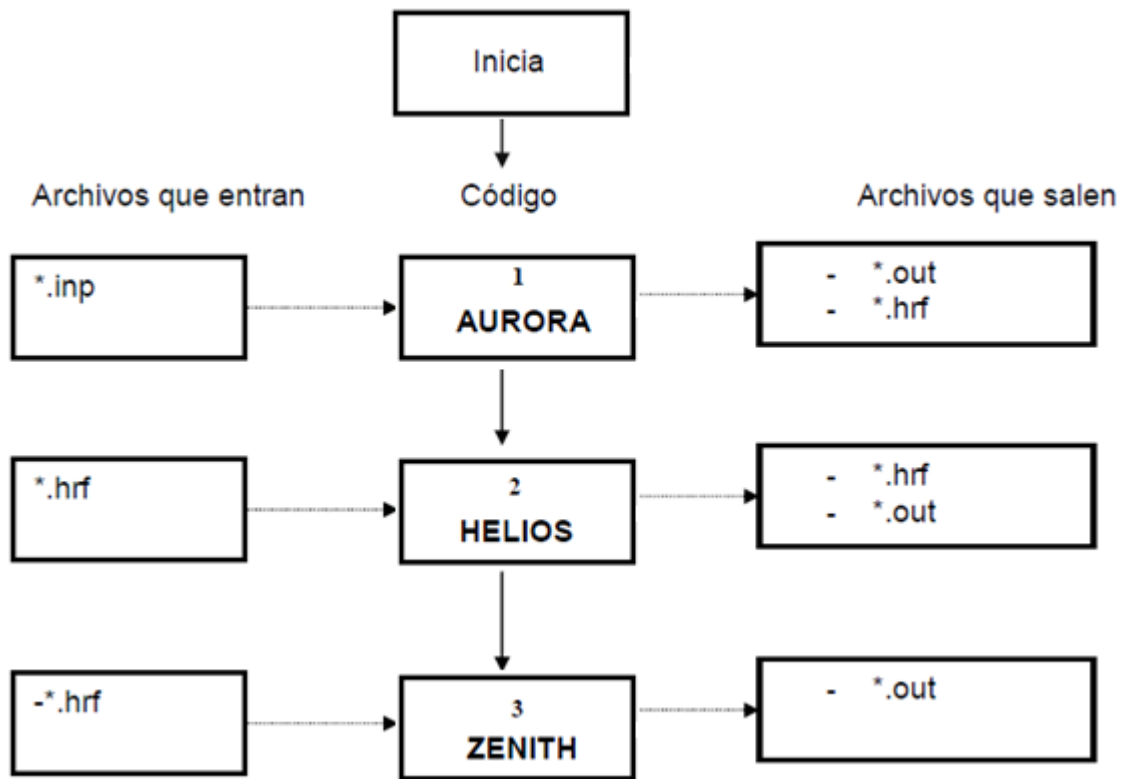 Inicia
Archivos que entran
Código
Archivos que salen
*.inp
1
AURORA
- *.out
- *.hrf
*.hrf
2
HELIOS
- *.hrf
- *.out
-*.hrf
3
ZENITH
- *.out